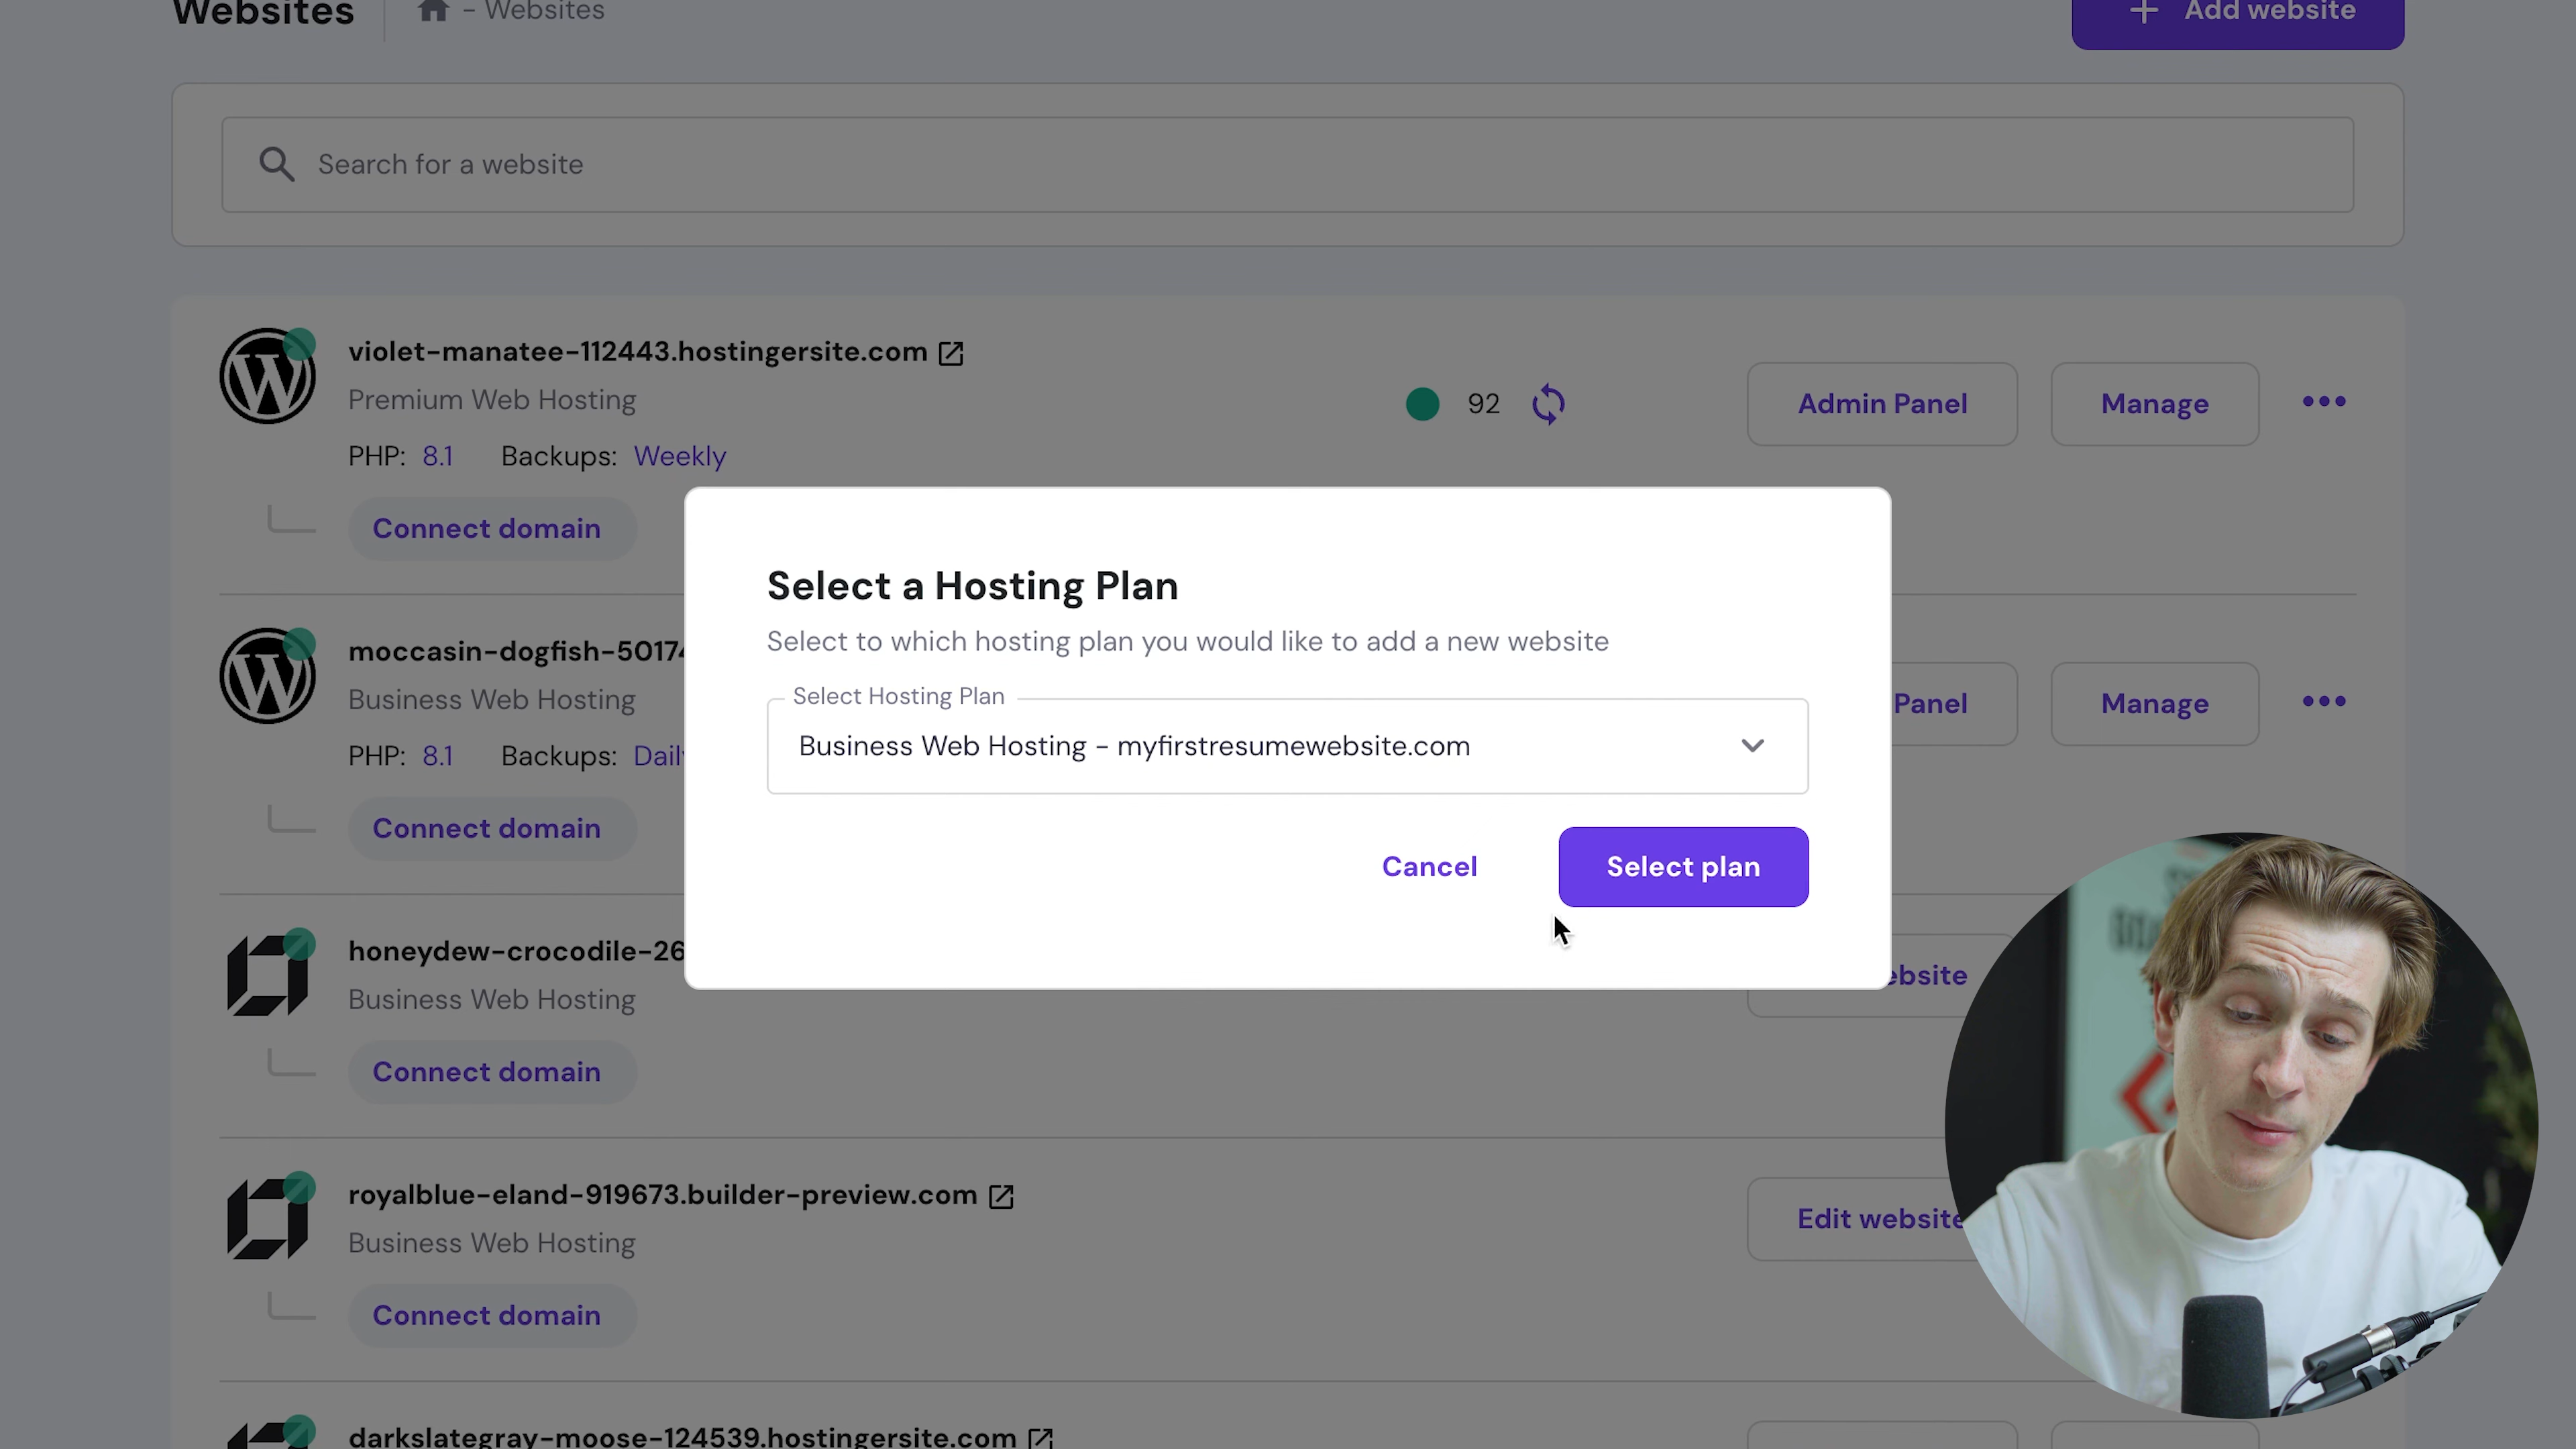 Websites
– Websites
+ Add website
Search for a website
violet-manatee-112443.hostingersite.com
Premium Web Hosting
92
Admin Panel
Manage
PHP: 8.1 Backups: Weekly
Connect domain
Select a Hosting Plan
Select to which hosting plan you would like to add a new website
Select Hosting Plan
Business Web Hosting – myfirstresumewebsite.com
Cancel
Select plan
moccasin-dogfish-5017
Business Web Hosting
Panel
Manage
PHP: 8.1 Backups: Dail
Connect domain
honeydew-crocodile-26
Business Web Hosting
ebsite
Connect domain
royalblue-eland-919673.builder-preview.com
Business Web Hosting
Edit website
Connect domain
darkslategray-moose-124539.hostingersite.com